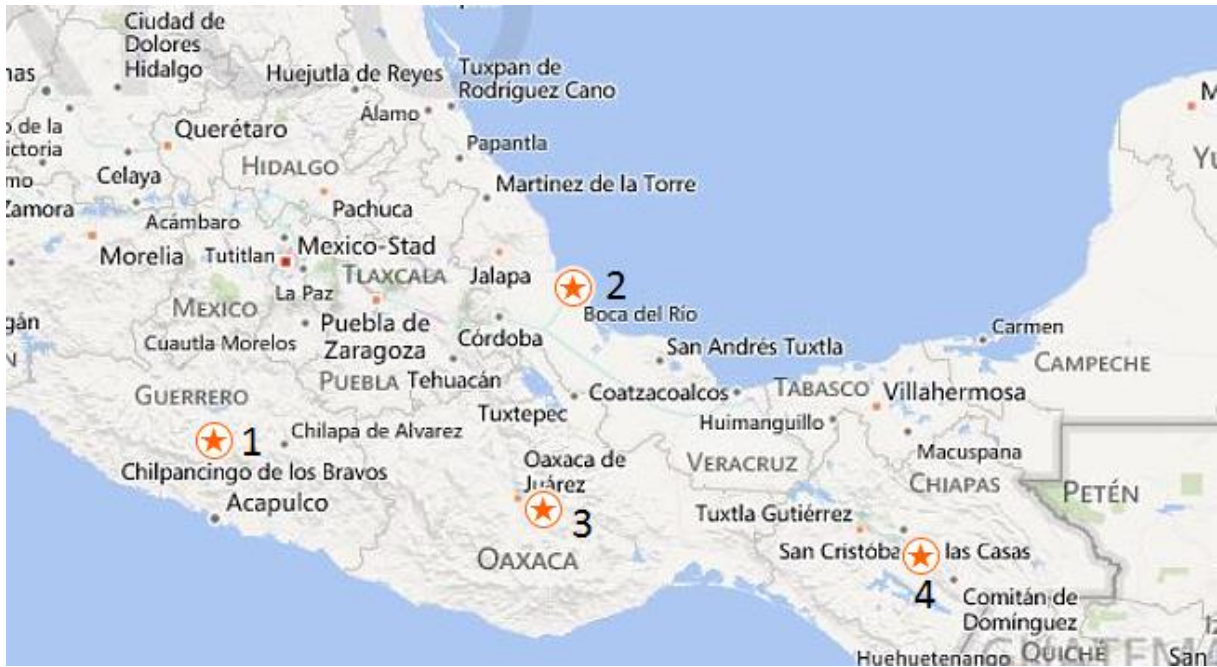 Ciudad de
Dolores
Hidalgo
Huejutla de Reyes
Tuxpan de
Rodríguez Cano
Álamo
Querétaro
HIDALGO
Papantla
Celaya
Martínez de la Torre
Zamora
Acámbaro
Pachuca
Morelia
Tutitlan
Mexico-Stad
TLAXCALA
Jalapa
2
La Paz
MEXICO
Boca del Río
Puebla de
Zaragoza
Córdoba
Cuautla Morelos
San Andrés Tuxtla
Carmen
CAMPECHE
PUEBLA
Tehuacán
GUERRERO
Tuxtepec
Coatzacoalcos
TABASCO
Villahermosa
Huimanguillo
1
Chilapa de Alvarez
Macuspana
Chilpancingo de los Bravos
Oaxaca de
Juárez
VERACRUZ
CHIAPAS
PETÉN
Acapulco
3
Tuxtla Gutiérrez
OAXACA
San Cristóba
las Casas
4
Comitán de
Domínguez
Huehuetenango
QUICHÉ
San